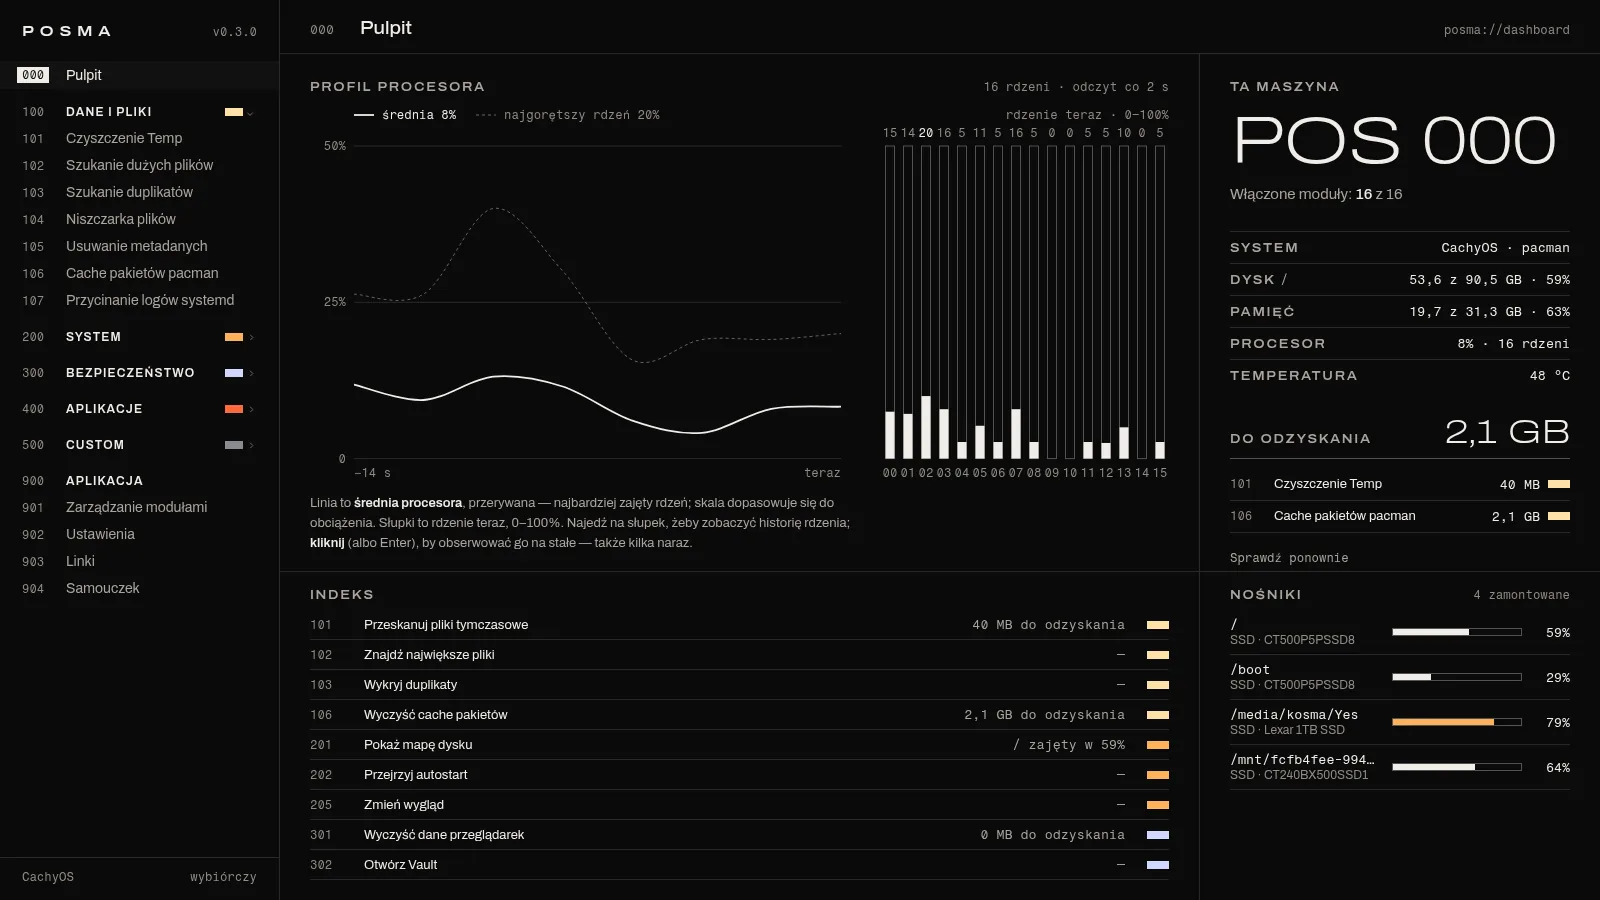 POSMA v0.3.0
000 Pulpit
100 DANE I PLIKI
101 Czyszczenie Temp
102 Szukanie dużych plików
103 Szukanie duplikatów
104 Niszczarka plików
105 Usuwanie metadanych
106 Cache pakietów pacman
107 Przycinanie logów systemd
200 SYSTEM
300 BEZPIECZEŃSTWO
400 APLIKACJE
500 CUSTOM
900 APLIKACJA
901 Zarządzanie modułami
902 Ustawienia
903 Linki
904 Samouczek
CachyOS wybiórczy
000 Pulpit posma://dashboard
PROFIL PROCESORA 16 rdzeni · odczyt co 2 s
średnia 8% najgorętszy rdzeń 20% rdzenie teraz · 0–100%
15 14 20 16 5 11 5 16 5 0 0 5 5 10 0 5
50%
25%
0
−14 s teraz 00 01 02 03 04 05 06 07 08 09 10 11 12 13 14 15
Linia to średnia procesora, przerywana — najbardziej zajęty rdzeń; skala dopasowuje się do
obciążenia. Słupki to rdzenie teraz, 0–100%. Najedź na słupek, żeby zobaczyć historię rdzenia;
kliknij (albo Enter), by obserwować go na stałe — także kilka naraz.
TA MASZYNA
POS 000
Włączone moduły: 16 z 16
SYSTEM CachyOS · pacman
DYSK / 53,6 z 90,5 GB · 59%
PAMIĘĆ 19,7 z 31,3 GB · 63%
PROCESOR 8% · 16 rdzeni
TEMPERATURA 48 °C
DO ODZYSKANIA 2,1 GB
101 Czyszczenie Temp 40 MB
106 Cache pakietów pacman 2,1 GB
Sprawdź ponownie
INDEKS
101 Przeskanuj pliki tymczasowe 40 MB do odzyskania
102 Znajdź największe pliki —
103 Wykryj duplikaty —
106 Wyczyść cache pakietów 2,1 GB do odzyskania
201 Pokaż mapę dysku / zajęty w 59%
202 Przejrzyj autostart —
205 Zmień wygląd —
301 Wyczyść dane przeglądarek 0 MB do odzyskania
302 Otwórz Vault —
NOŚNIKI 4 zamontowane
/
SSD · CT500P5PSSD8 59%
/boot
SSD · CT500P5PSSD8 29%
/media/kosma/Yes
SSD · Lexar 1TB SSD 79%
/mnt/fcfb4fee-994…
SSD · CT240BX500SSD1 64%